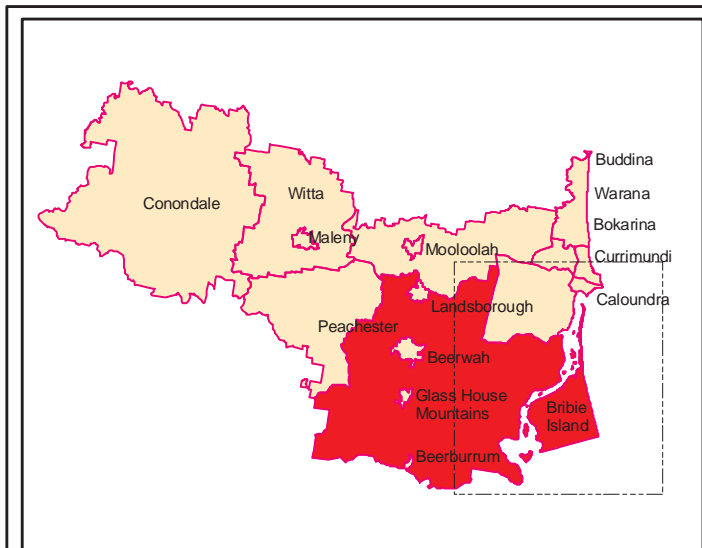 Buddina
Warana
Witta
Conondale
Bokarina
Maleny
Mooloolah
Currimundi
Caloundra
Landsborough
Peachester
Beerwah
Glass House
Mountains
Bribie
Island
Beerburrum